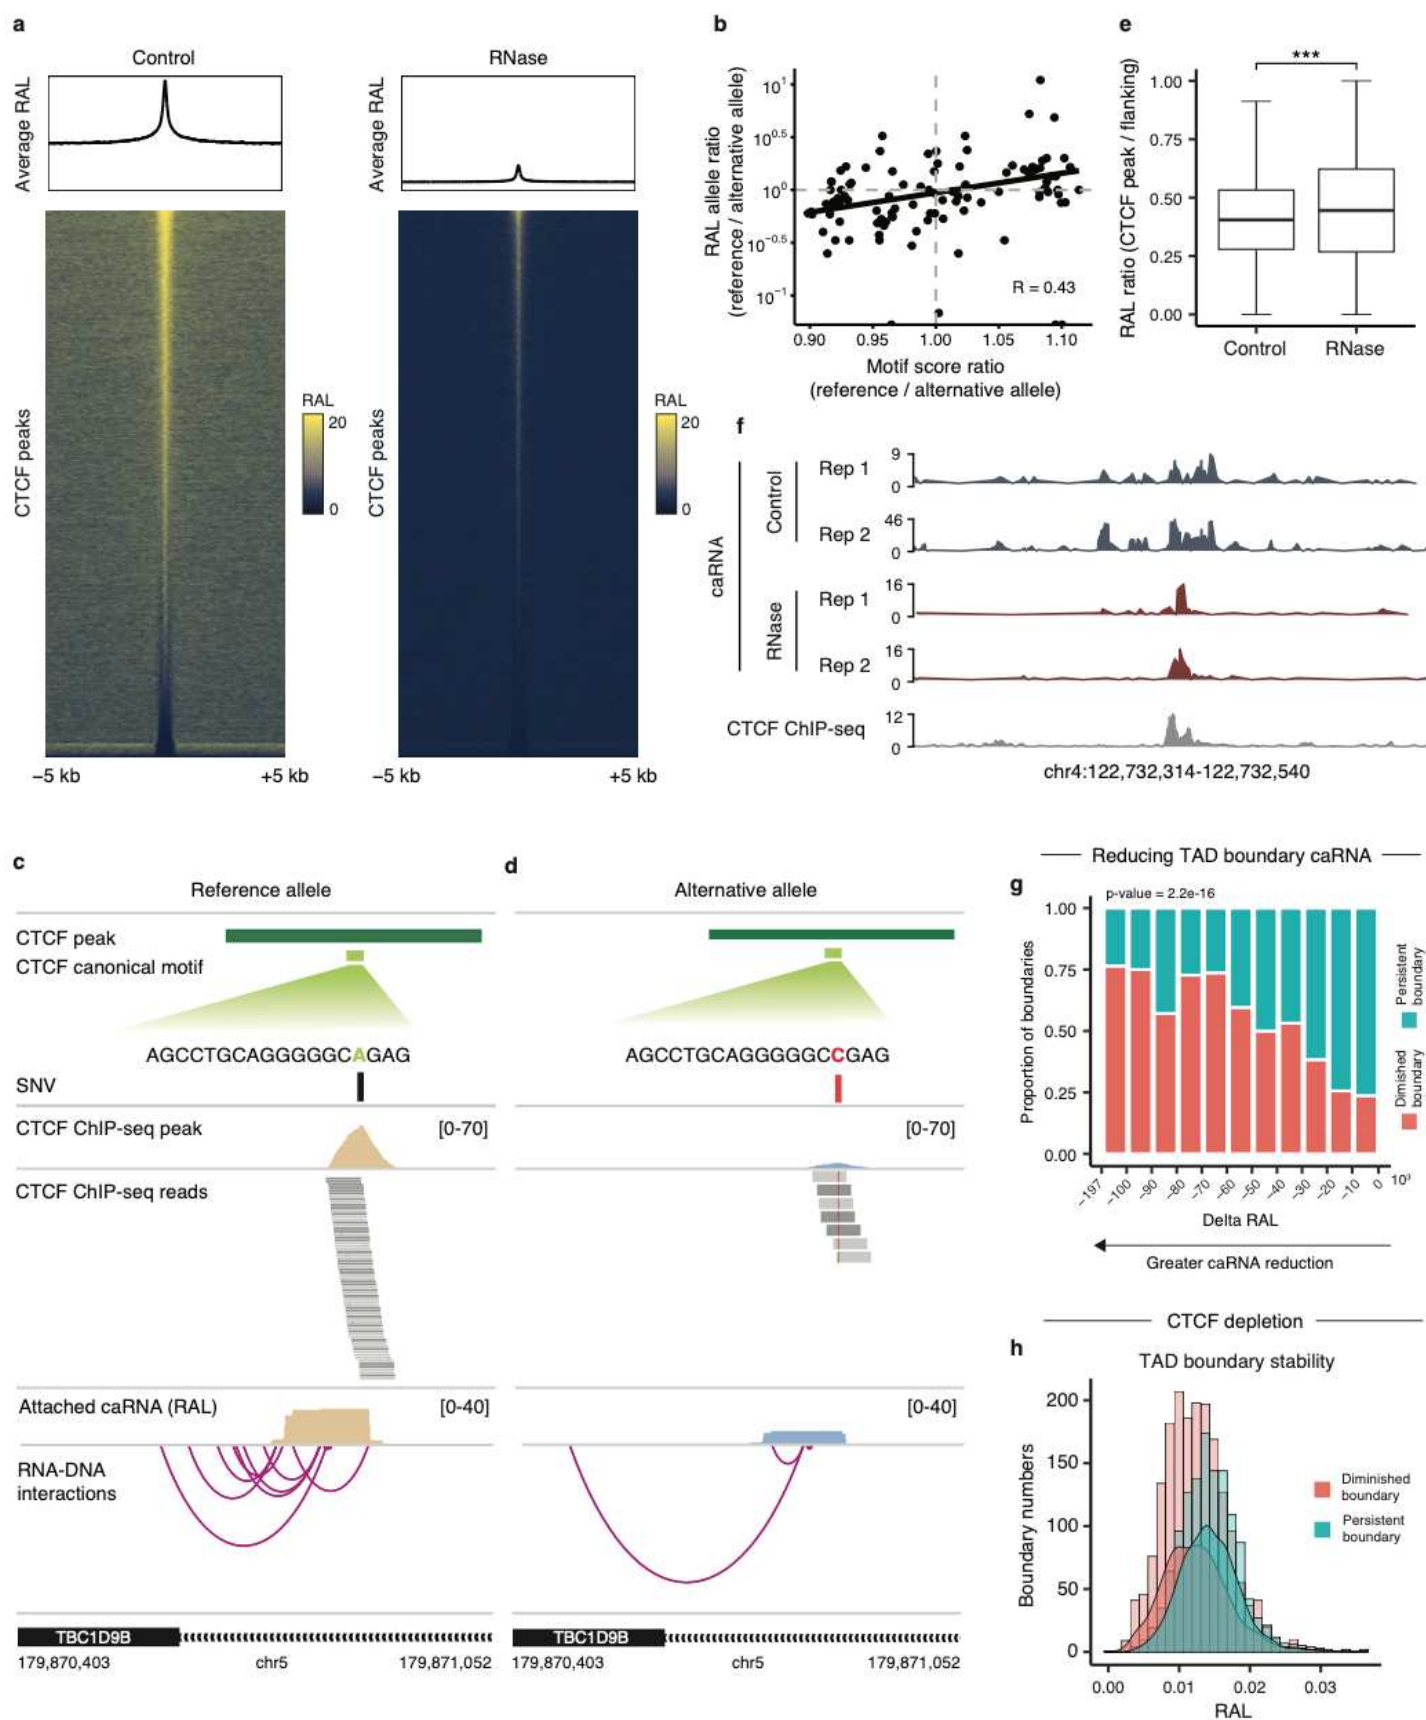 a
Control
RNase
Average RAL
Average RAL
CTCF peaks
RAL
20
0
CTCF peaks
RAL
20
0
−5 kb
+5 kb
−5 kb
+5 kb
b
RAL allele ratio
(reference / alternative allele)
10¹
10⁰·⁵
10⁰
10⁻⁰·⁵
10⁻¹
R = 0.43
0.90
0.95
1.00
1.05
1.10
Motif score ratio
(reference / alternative allele)
e
***
RAL ratio (CTCF peak / flanking)
1.00
0.75
0.50
0.25
0.00
Control
RNase
f
caRNA
Control
Rep 1
9
0
Rep 2
46
0
RNase
Rep 1
16
0
Rep 2
16
0
CTCF ChIP-seq
12
0
chr4:122,732,314-122,732,540
c
Reference allele
CTCF peak
CTCF canonical motif
AGCCTGCAGGGGGCAGAG
SNV
CTCF ChIP-seq peak
[0-70]
CTCF ChIP-seq reads
Attached caRNA (RAL)
[0-40]
RNA-DNA
interactions
TBC1D9B
179,870,403
chr5
179,871,052
d
Alternative allele
AGCCTGCAGGGGGCCGAG
[0-70]
[0-40]
TBC1D9B
179,870,403
chr5
179,871,052
Reducing TAD boundary caRNA
g
p-value = 2.2e-16
Proportion of boundaries
1.00
0.75
0.50
0.25
0.00
Persistent
boundary
Dimished
boundary
−197
−100
−90
−80
−70
−60
−50
−40
−30
−20
−10
0
10³
Delta RAL
Greater caRNA reduction
CTCF depletion
h
TAD boundary stability
Boundary numbers
200
150
100
50
0
Diminished
boundary
Persistent
boundary
0.00
0.01
0.02
0.03
RAL